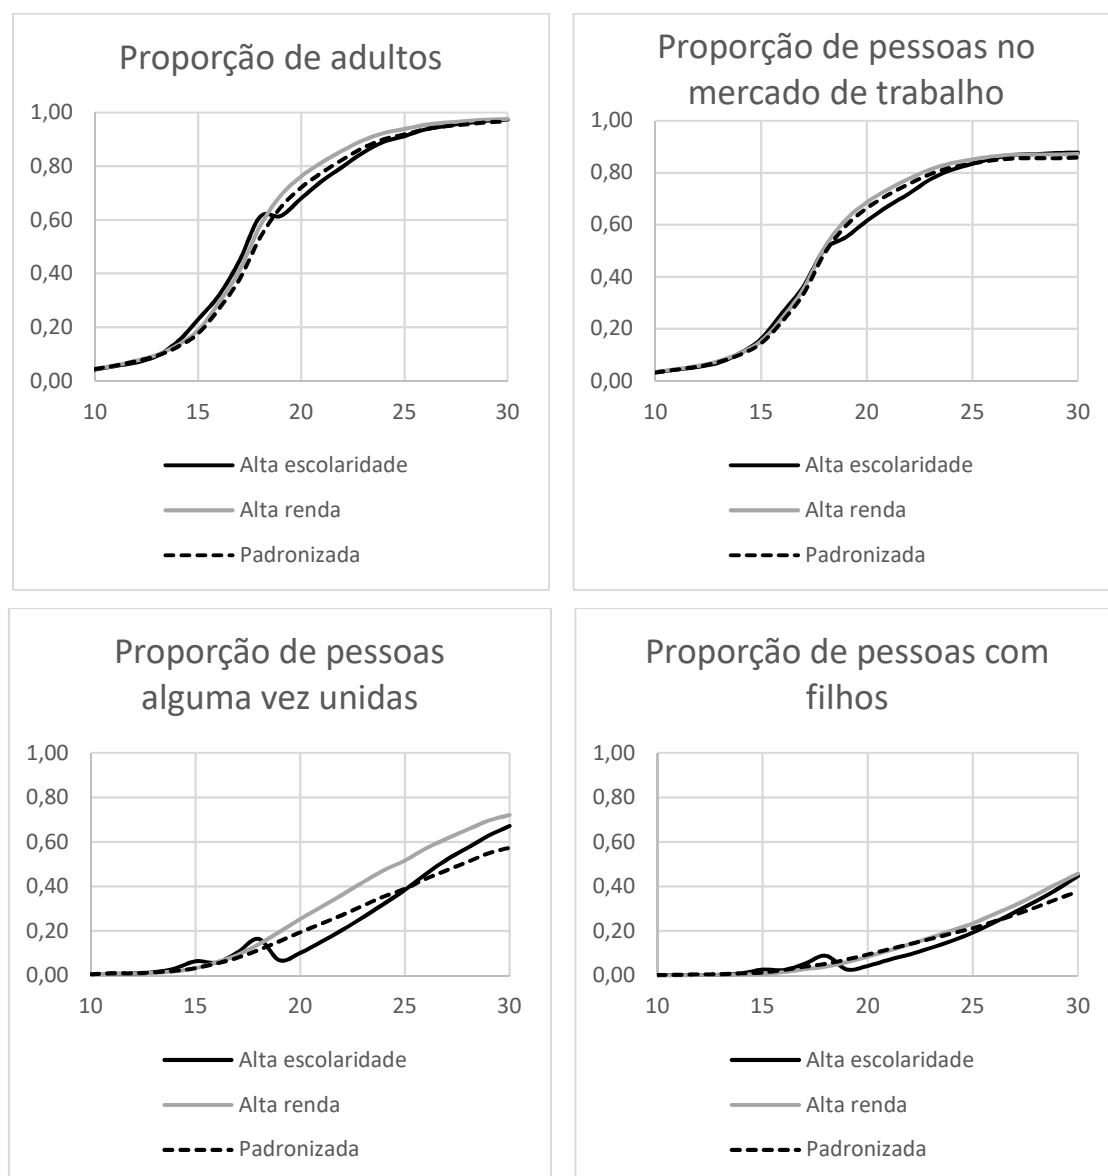 Proporção de adultos
1,00
0,80
0,60
0,40
0,20
0,00
10 15 20 25 30
Alta escolaridade
Alta renda
Padronizada
Proporção de pessoas no
mercado de trabalho
1,00
0,80
0,60
0,40
0,20
0,00
10 15 20 25 30
Alta escolaridade
Alta renda
Padronizada
Proporção de pessoas
alguma vez unidas
1,00
0,80
0,60
0,40
0,20
0,00
10 15 20 25 30
Alta escolaridade
Alta renda
Padronizada
Proporção de pessoas com
filhos
1,00
0,80
0,60
0,40
0,20
0,00
10 15 20 25 30
Alta escolaridade
Alta renda
Padronizada